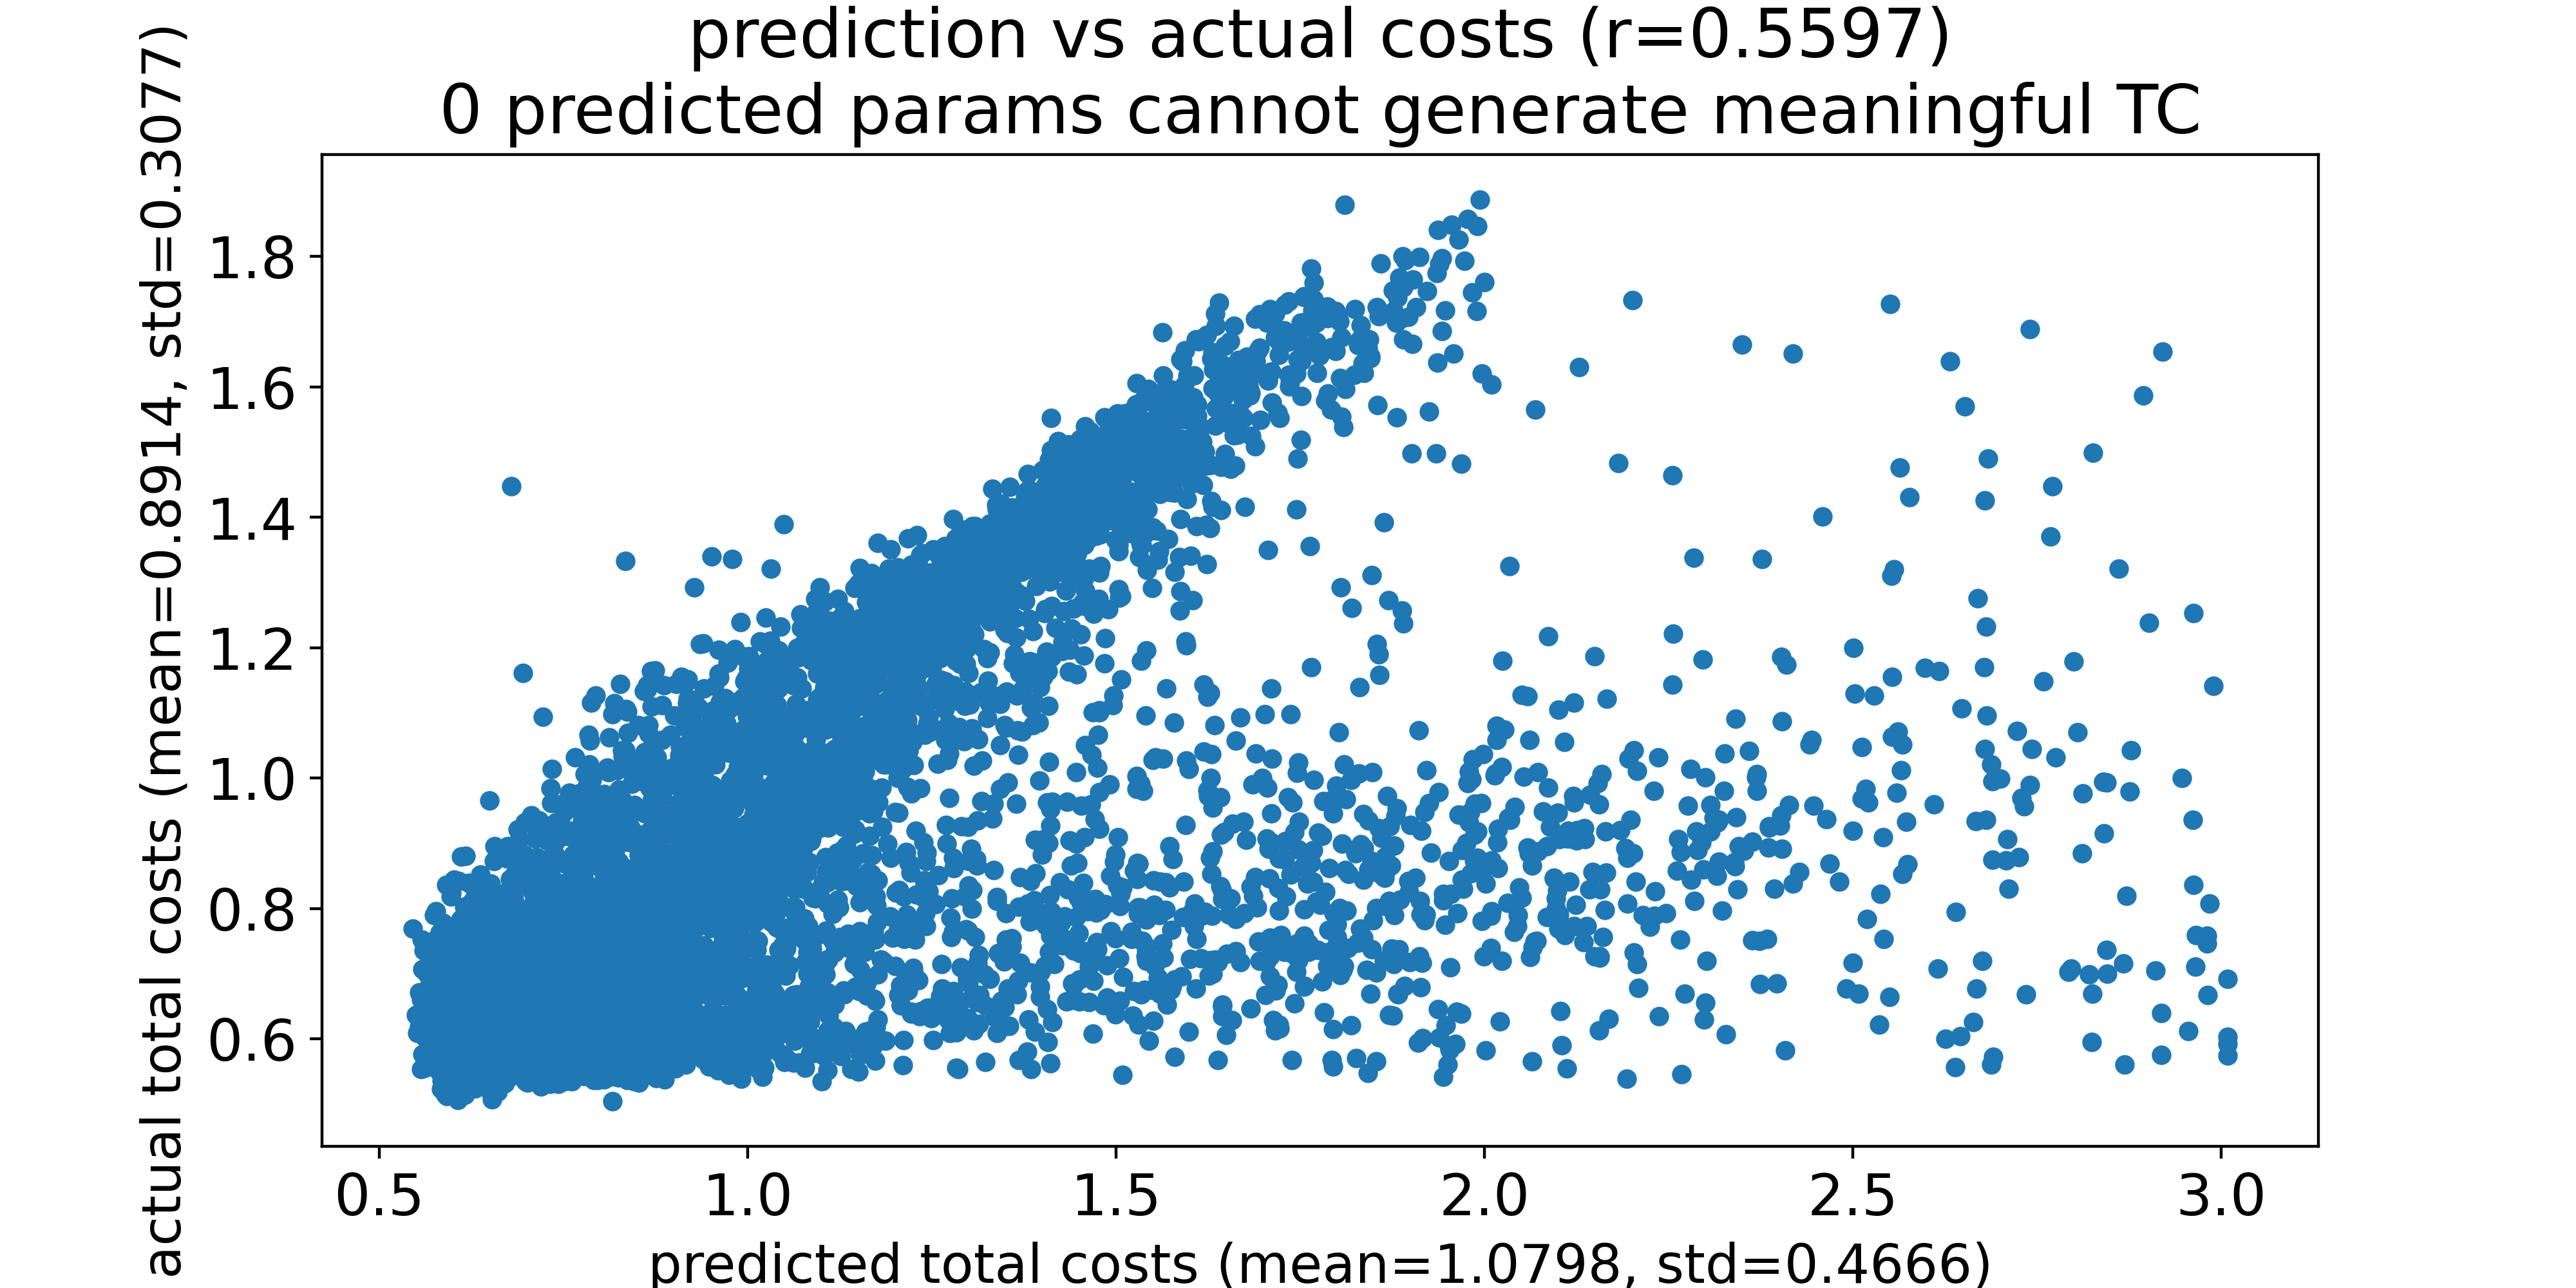 prediction vs actual costs (r=0.5597)
0 predicted params cannot generate meaningful TC
actual total costs (mean=0.8914, std=0.3077)
1.8
1.6
1.4
1.2
1.0
0.8
0.6
0.5 1.0 1.5 2.0 2.5 3.0
predicted total costs (mean=1.0798, std=0.4666)